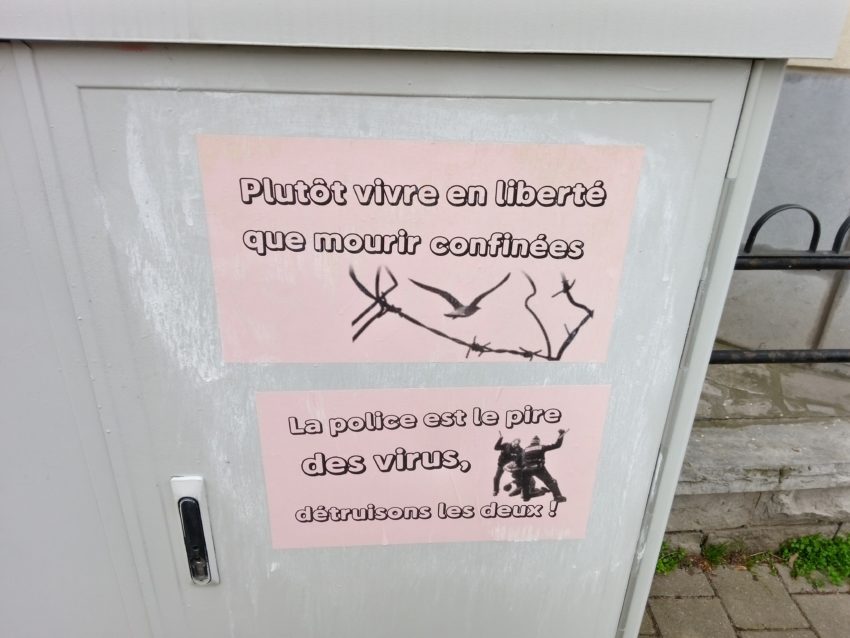 Plutôt vivre en liberté
que mourir confinées
La police est le pire
des virus,
détruisons les deux !